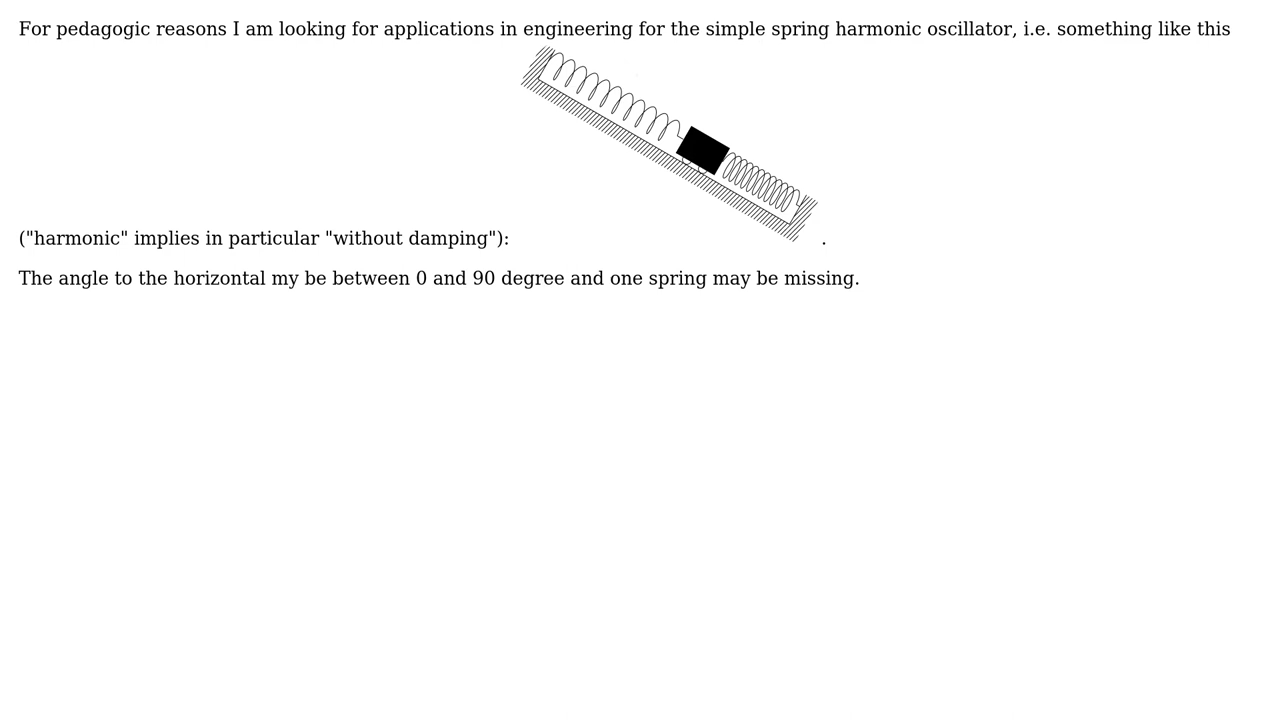 For pedagogic reasons I am looking for applications in engineering for the simple spring harmonic oscillator, i.e. something like this
("harmonic" implies in particular "without damping"): .
The angle to the horizontal my be between 0 and 90 degree and one spring may be missing.